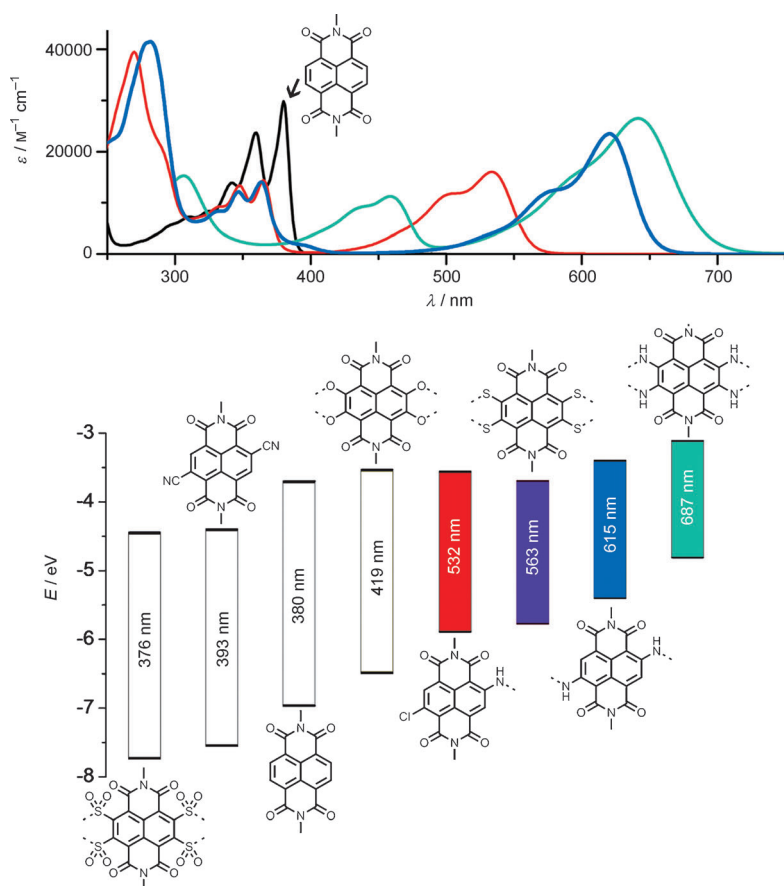 O
N
O
O
N
O
ε / M⁻¹ cm⁻¹
40000
20000
0
300
400
500
600
700
λ / nm
O
N
O
H
N
N
H
N
H
N
H
O
N
O
O
N
O
O
O
O
O
O
N
O
O
N
O
S
S
S
S
O
N
O
O
N
O
CN
NC
O
N
O
E / eV
-3
-4
-5
-6
-7
-8
376 nm
393 nm
380 nm
419 nm
532 nm
563 nm
615 nm
687 nm
O
N
O
H
N
Cl
O
N
O
O
N
O
H
N
N
H
O
N
O
O
N
O
O
N
O
O
O
O
N
O
O
O
S
S
O
O
O
O
S
S
O
O
O
N
O